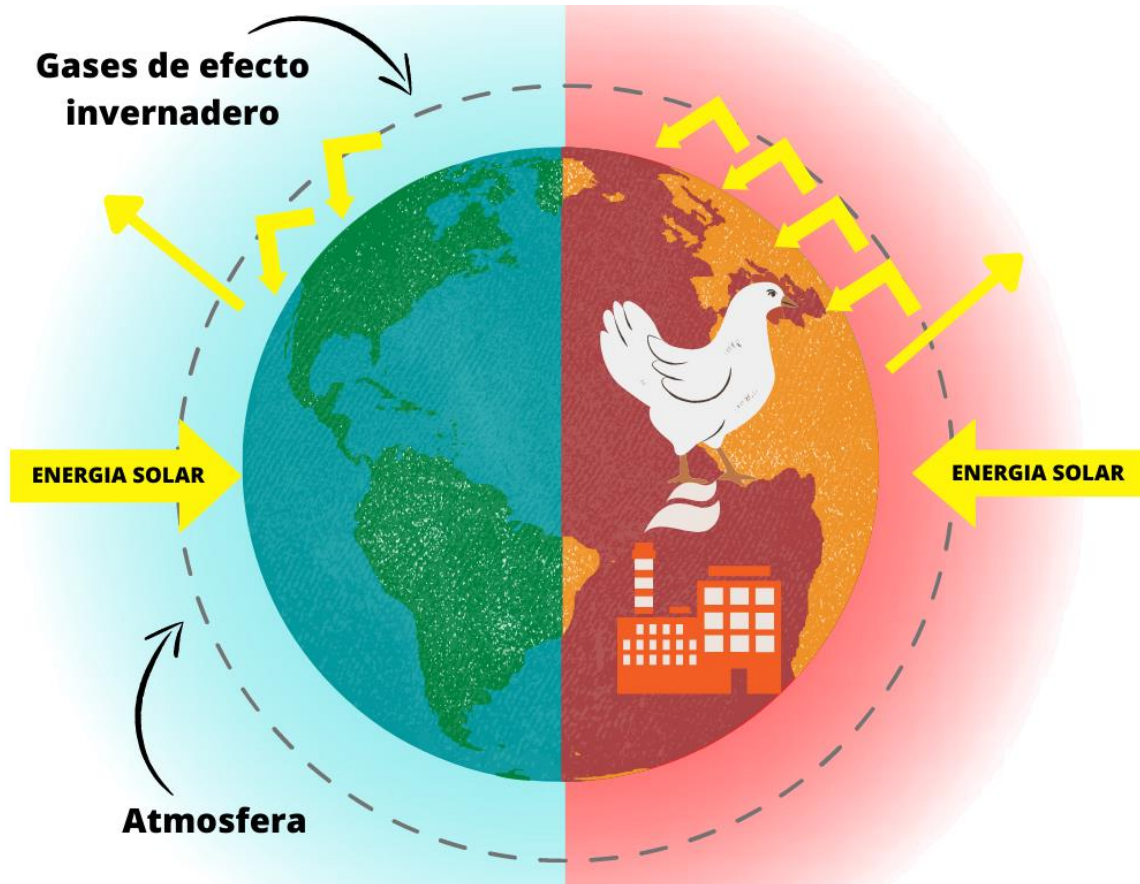 Gases de efecto
invernadero
ENERGIA SOLAR
ENERGIA SOLAR
Atmosfera